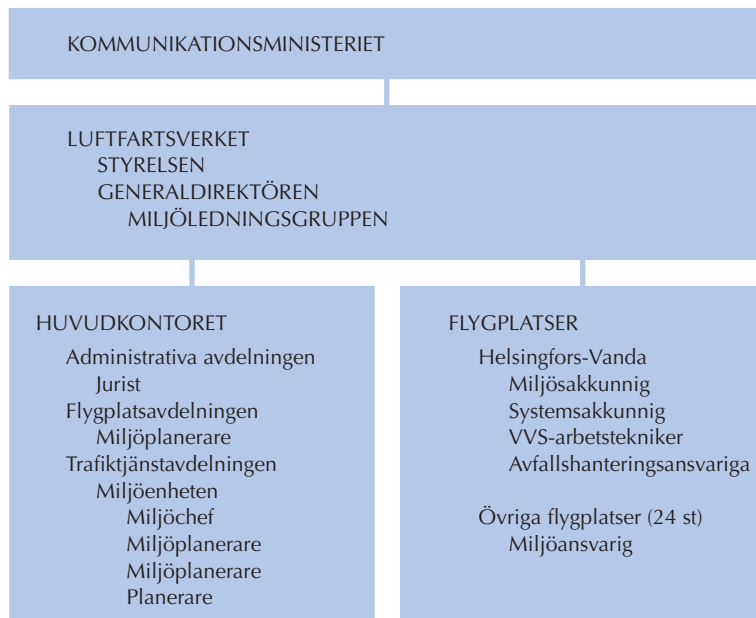 KOMMUNIKATIONSMINISTERIET
LUFTFARTSVERKET
STYRELSEN
GENERALDIREKTÖREN
MILJÖLEDNINGSGRUPPEN
HUVUDKONTORET
Administrativa avdelningen
Jurist
Flygplatsavdelningen
Miljöplanerare
Trafiktjänstavdelningen
Miljöenheten
Miljöchef
Miljöplanerare
Miljöplanerare
Planerare
FLYGPLATSER
Helsingfors-Vanda
Miljösakkunnig
Systemsakkunnig
VVS-arbetstekniker
Avfallshanteringsansvariga
Övriga flygplatser (24 st)
Miljöansvarig